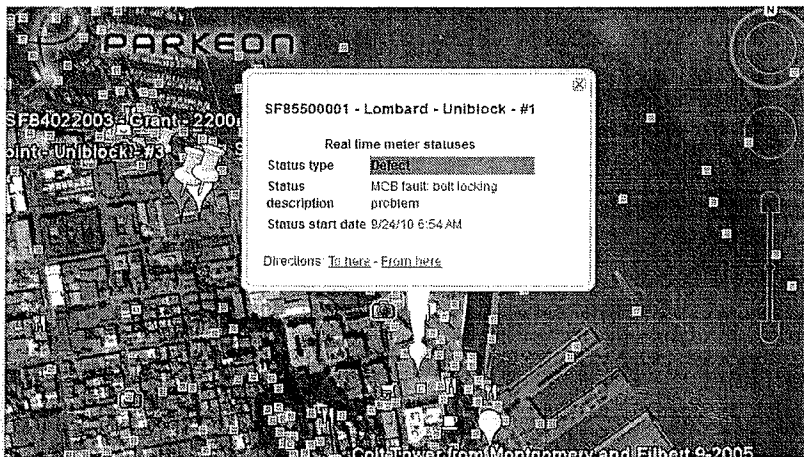 N
PARKEON
SF85500001 - Lombard - Uniblock - #1
SF84022003 - Grant - 2200
oint - Uniblock - #3
Real time meter statuses
Status type Defect
Status description MCB fault: bolt locking problem
Status start date 9/24/10 6:54 AM
Directions: To here - From here
Coit Tower from Montgomery and Filbert 9-2005